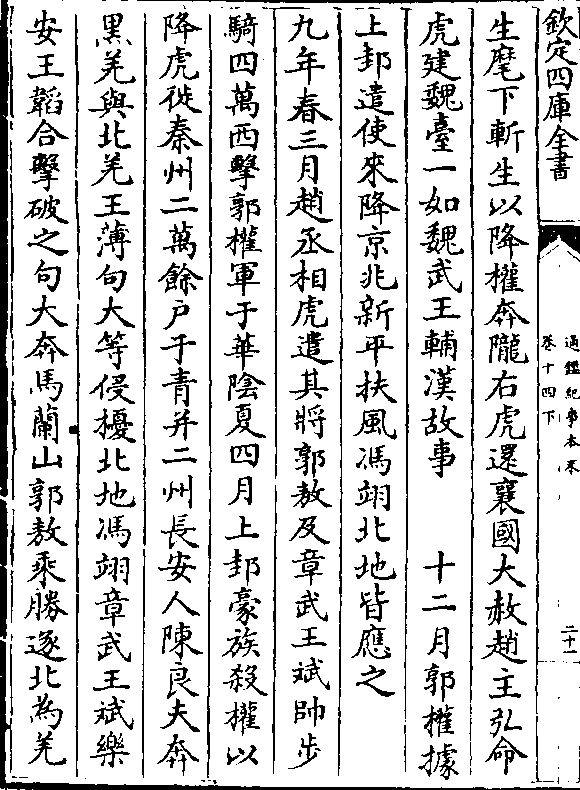 欽定四庫全書
通鑑紀事本末
卷十四下
二十一
生麾下斬生以降權奔隴右虎還襄國大赦趙主弘命
虎建魏臺一如魏武王輔漢故事　十二月郭權據
上邽遣使來降京兆新平扶風馮翊北地皆應之
九年春三月趙丞相虎遣其將郭敖及章武王斌帥步
騎四萬西擊郭權軍于華陰夏四月上邽豪族殺權以
降虎從秦州二萬餘戶于青并二州長安人陳良夫奔
黑羌與北羌王薄句大等侵擾北地馮翊章武王斌樂
安王韜合擊破之句大奔馬蘭山郭敖乘勝逐北為羌